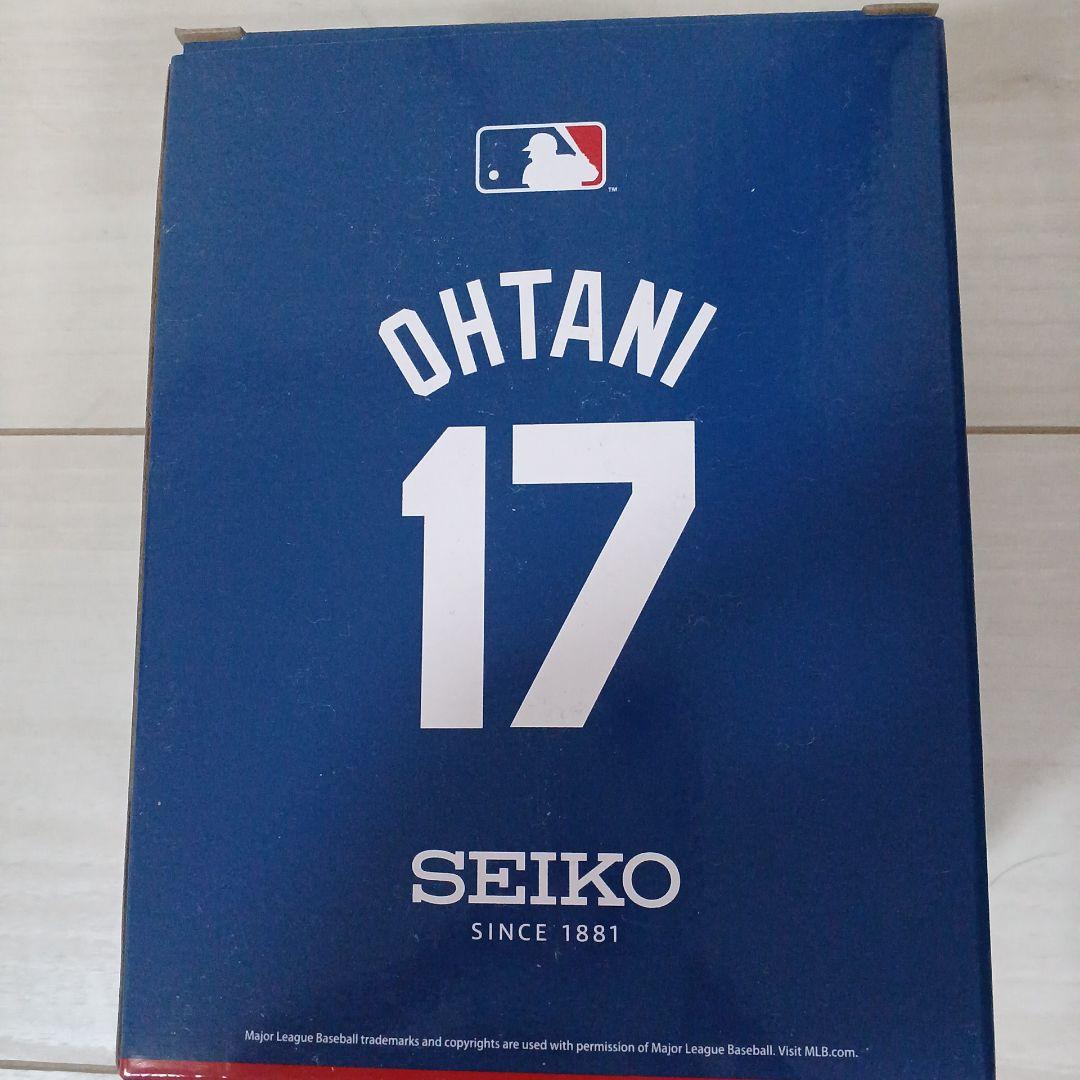 TM
OHTANI
17
SEIKO
SINCE 1881
Major League Baseball trademarks and copyrights are used with permission of Major League Baseball. Visit MLB.com.